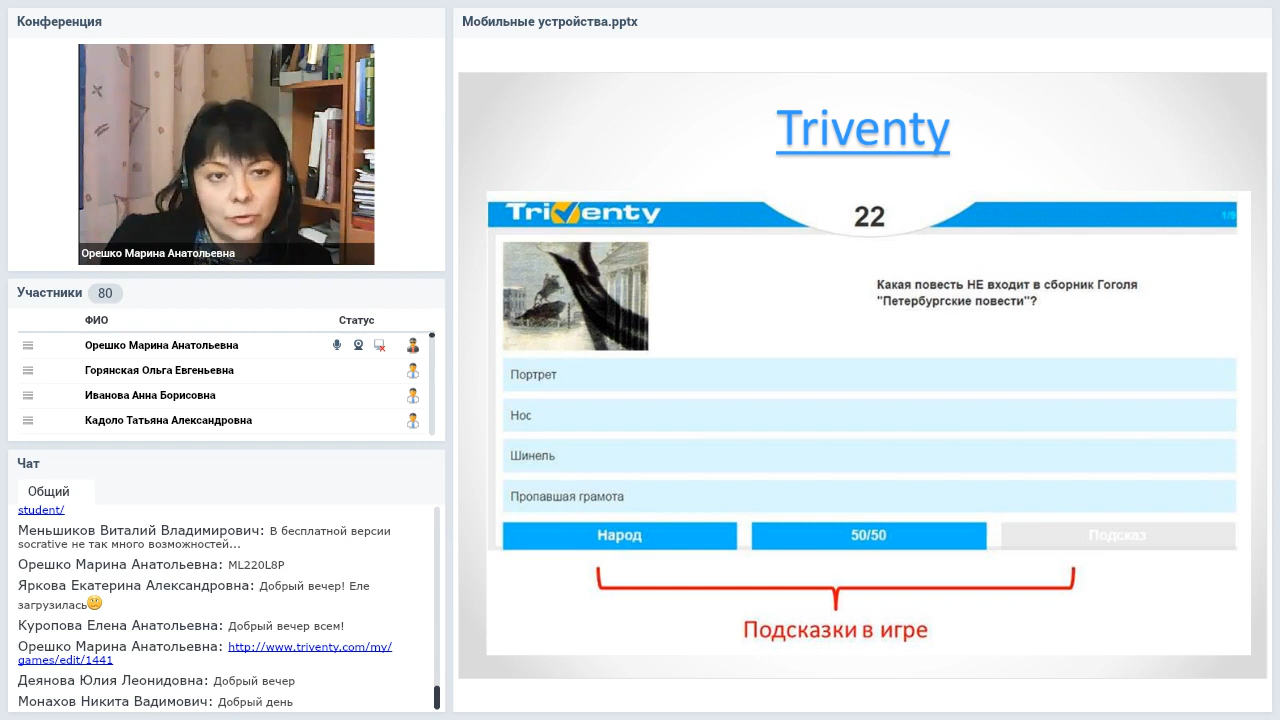 Конференция
Орешко Марина Анатольевна
Участники 80
ФИО Статус
Орешко Марина Анатольевна
Горянская Ольга Евгеньевна
Иванова Анна Борисовна
Кадоло Татьяна Александровна
Чат
Общий
student/
Меньшиков Виталий Владимирович: В бесплатной версии
socrative не так много возможностей...
Орешко Марина Анатольевна: ML220L8P
Яркова Екатерина Александровна: Добрый вечер! Еле
загрузилась
Куропова Елена Анатольевна: Добрый вечер всем!
Орешко Марина Анатольевна: http://www.triventy.com/my/
games/edit/1441
Деянова Юлия Леонидовна: Добрый вечер
Монахов Никита Вадимович: Добрый день
Мобильные устройства.pptx
Triventy
Triventy
22
1/9
Какая повесть НЕ входит в сборник Гоголя
"Петербургские повести"?
Портрет
Нос
Шинель
Пропавшая грамота
Народ 50/50 Подсказ
Подсказки в игре